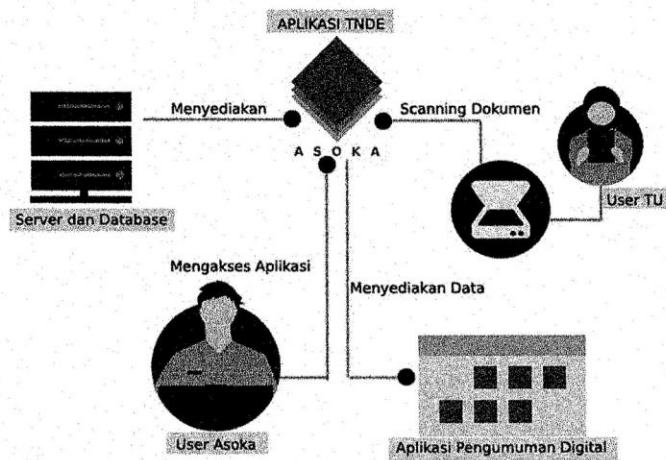 APLIKASI TNDE
Menyediakan
Scanning Dokumen
A S O K A
Server dan Database
User TU
Mengakses Aplikasi
Menyediakan Data
User Asoka
Aplikasi Pengumuman Digital